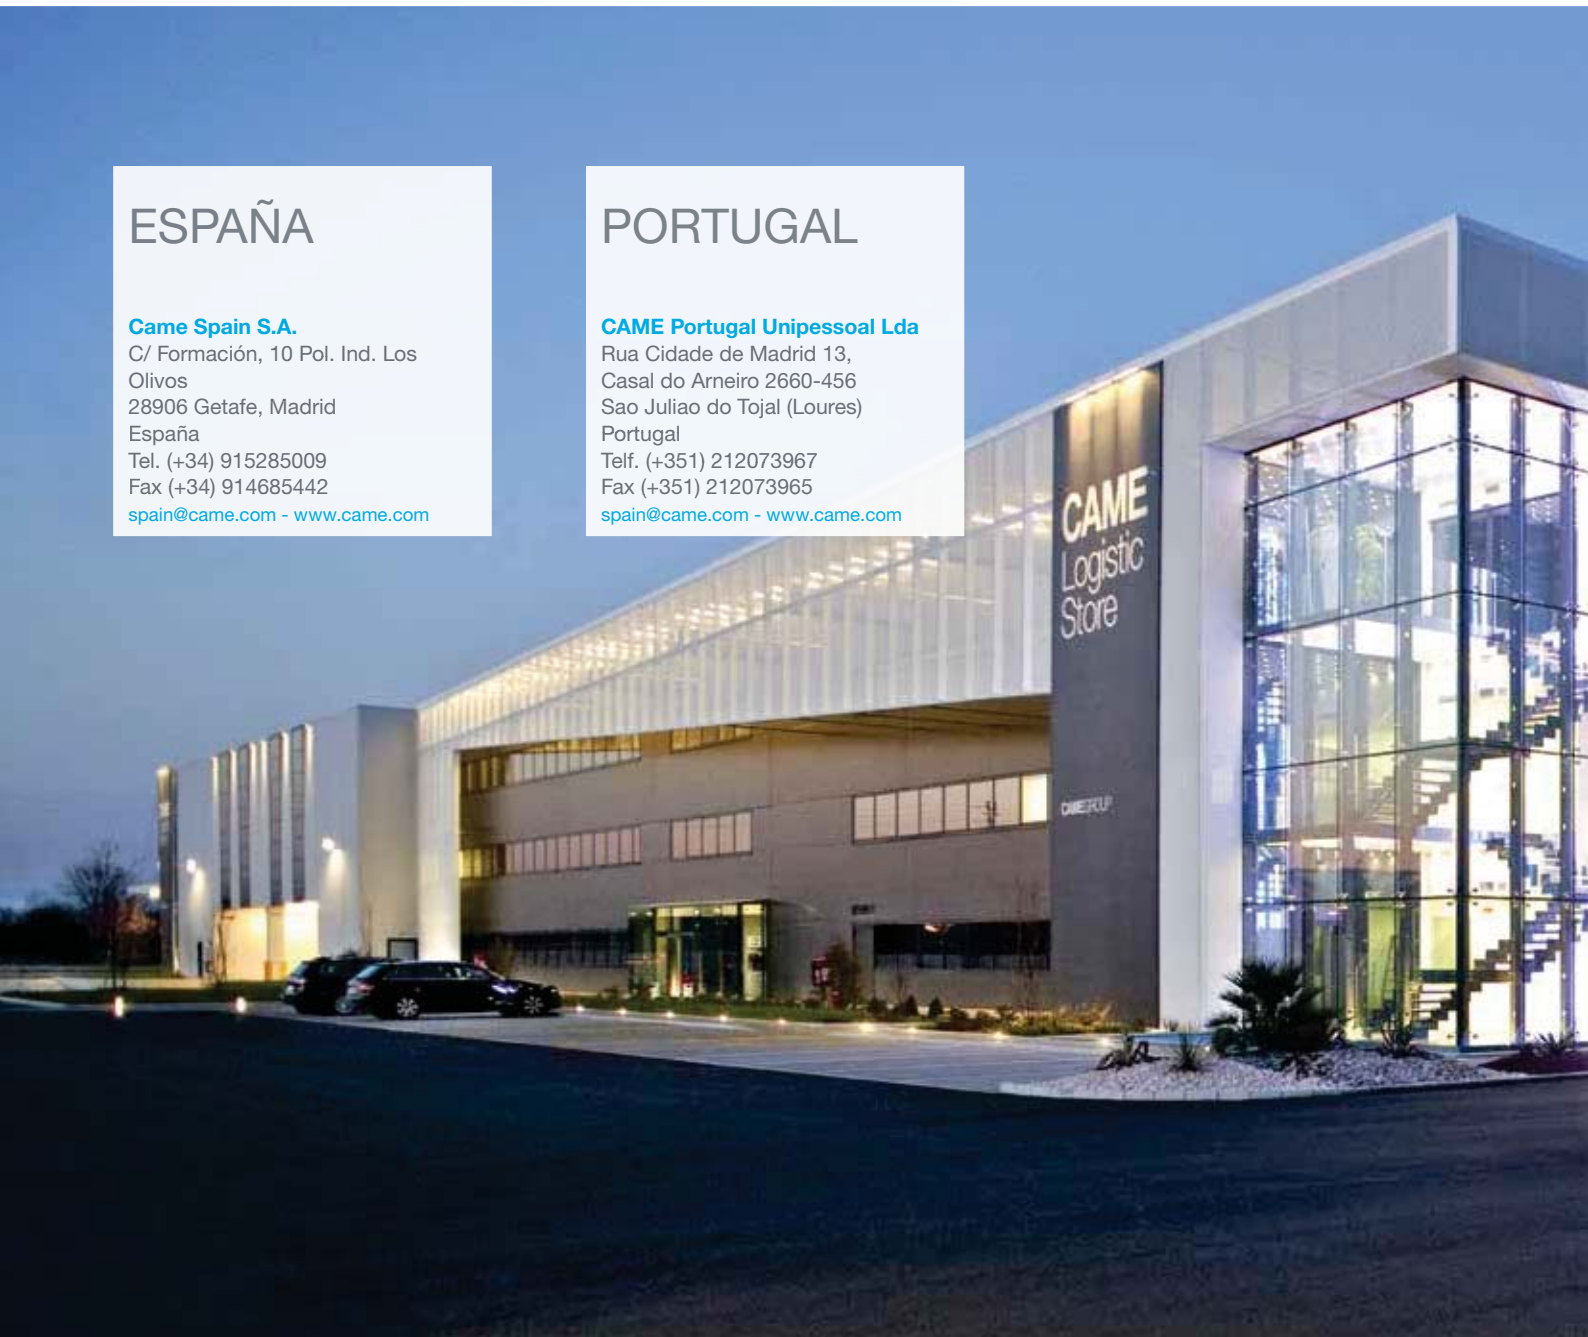 ESPAÑA
Came Spain S.A.
C/ Formación, 10 Pol. Ind. Los
Olivos
28906 Getafe, Madrid
España
Tel. (+34) 915285009
Fax (+34) 914685442
spain@came.com - www.came.com
PORTUGAL
CAME Portugal Unipessoal Lda
Rua Cidade de Madrid 13,
Casal do Arneiro 2660-456
Sao Juliao do Tojal (Loures)
Portugal
Telf. (+351) 212073967
Fax (+351) 212073965
spain@came.com - www.came.com
CAME
Logistic
Store
CAMEGROUP